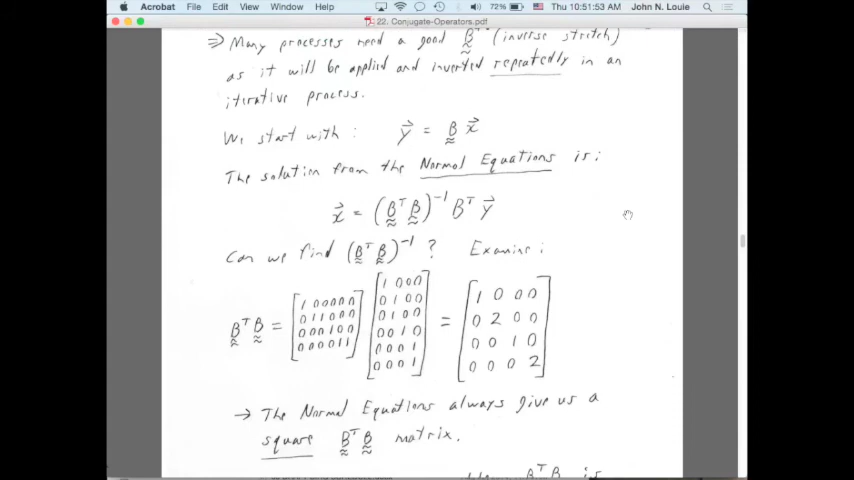 Acrobat File Edit View Window Help 72% Thu 10:51:53 AM John N. Louie
22. Conjugate-Operators.pdf
⇒ Many processes need a good B (inverse stretch)
as it will be applied and inverted repeatedly in an
iterative process.
We start with: y⃗ = B x⃗
The solution from the Normal Equations is:
x⃗ = (BᵀB)⁻¹ Bᵀ y⃗
Can we find (BᵀB)⁻¹ ? Examine:
BᵀB = [1 0 0 0 0 0; 0 1 1 0 0 0; 0 0 0 1 0 0; 0 0 0 0 1 1] [1 0 0 0; 0 1 0 0; 0 1 0 0; 0 0 1 0; 0 0 0 1; 0 0 0 1] = [1 0 0 0; 0 2 0 0; 0 0 1 0; 0 0 0 2]
→ The Normal Equations always give us a
square BᵀB matrix.
BᵀB is